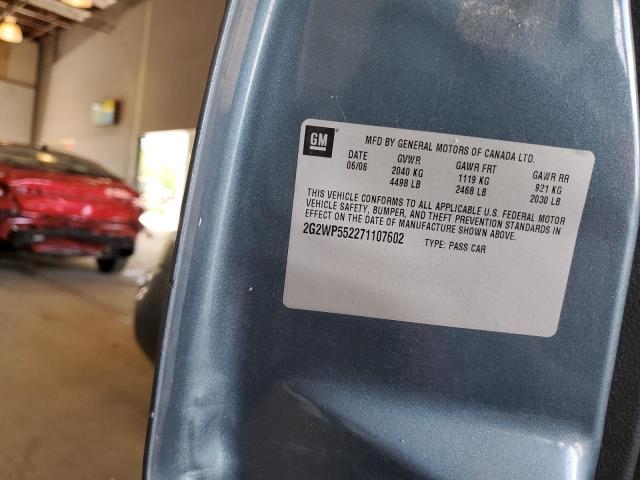 GM
MFD BY GENERAL MOTORS OF CANADA LTD.
DATE GVWR GAWR FRT GAWR RR
06/06 2040 KG 1119 KG 921 KG
4498 LB 2468 LB 2030 LB
THIS VEHICLE CONFORMS TO ALL APPLICABLE U.S. FEDERAL MOTOR
VEHICLE SAFETY, BUMPER, AND THEFT PREVENTION STANDARDS IN
EFFECT ON THE DATE OF MANUFACTURE SHOWN ABOVE.
2G2WP552271107602 TYPE: PASS CAR